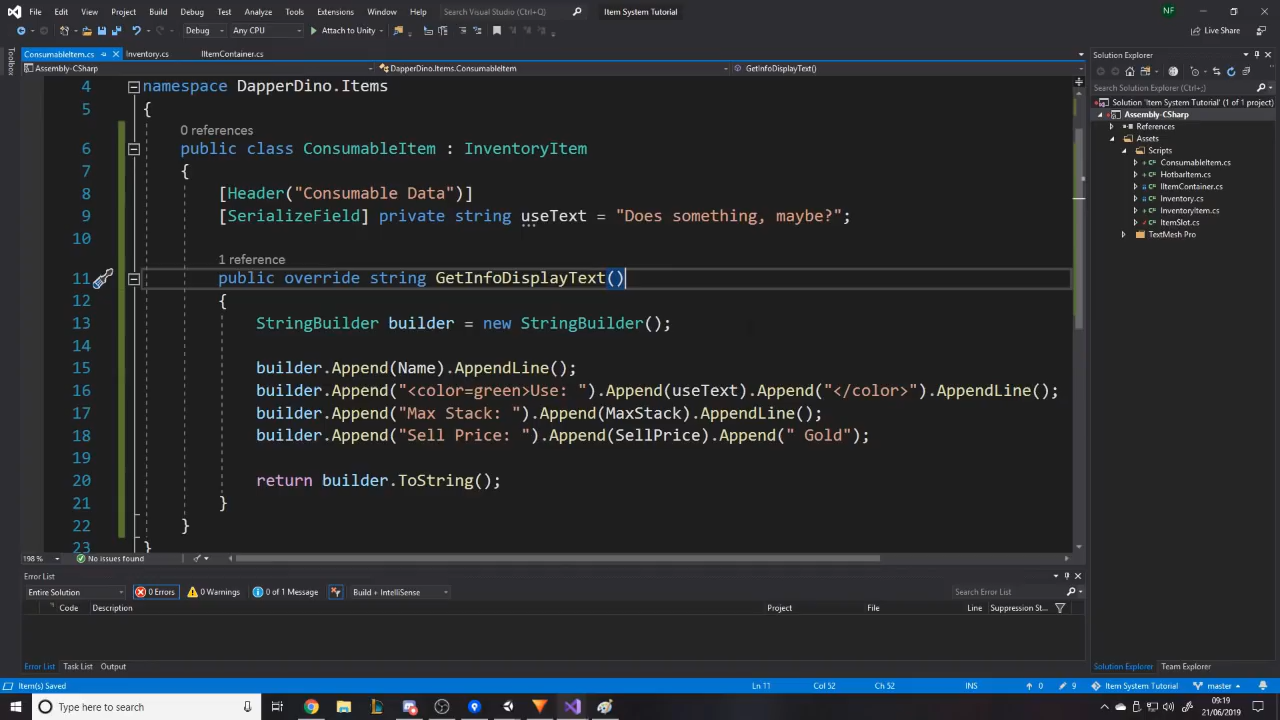 File Edit View Project Build Debug Test Analyze Tools Extensions Window Help Search Visual Studio Item System Tutorial NF
Debug Any CPU Attach to Unity Live Share
Toolbox
ConsumableItem.cs Inventory.cs IItemContainer.cs
Assembly-CSharp DapperDino.Items.ConsumableItem GetInfoDisplayText()
4 namespace DapperDino.Items
5 {
0 references
6 public class ConsumableItem : InventoryItem
7 {
8 [Header("Consumable Data")]
9 [SerializeField] private string useText = "Does something, maybe?";
10
1 reference
11 public override string GetInfoDisplayText()
12 {
13 StringBuilder builder = new StringBuilder();
14
15 builder.Append(Name).AppendLine();
16 builder.Append("<color=green>Use: ").Append(useText).Append("</color>").AppendLine();
17 builder.Append("Max Stack: ").Append(MaxStack).AppendLine();
18 builder.Append("Sell Price: ").Append(SellPrice).Append(" Gold");
19
20 return builder.ToString();
21 }
22 }
23 }
198 % No issues found
Error List
Entire Solution 0 Errors 0 Warnings 0 of 1 Message Build + IntelliSense Search Error List
Code Description Project File Line Suppression St...
Error List Task List Output
Solution Explorer
Search Solution Explorer (Ctrl+;)
Solution 'Item System Tutorial' (1 of 1 project)
Assembly-CSharp
References
Assets
Scripts
ConsumableItem.cs
HotbarItem.cs
IItemContainer.cs
Inventory.cs
InventoryItem.cs
ItemSlot.cs
TextMesh Pro
Solution Explorer Team Explorer
Item(s) Saved Ln 11 Col 52 Ch 52 INS 0 9 Item System Tutorial master
Type here to search
09:19
21/06/2019